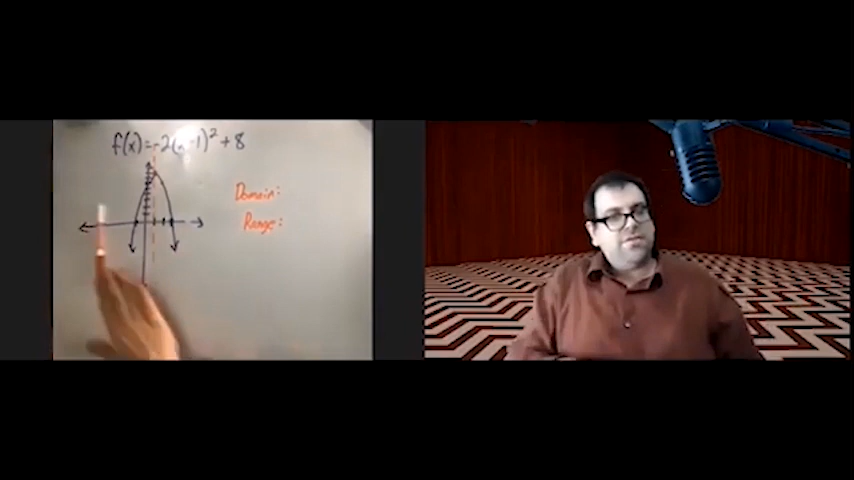 f(x)=-2(x-1)² +8
Domain:
Range: